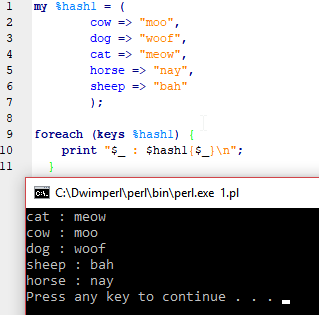 1 my %hash1 = (
2 cow => "moo",
3 dog => "woof",
4 cat => "meow",
5 horse => "nay",
6 sheep => "bah"
7 );
8
9 foreach (keys %hash1) {
10 print "$_ : $hash1{$_}\n";
11 }
C:\Dwimperl\perl\bin\perl.exe 1.pl
cat : meow
cow : moo
dog : woof
sheep : bah
horse : nay
Press any key to continue . . .